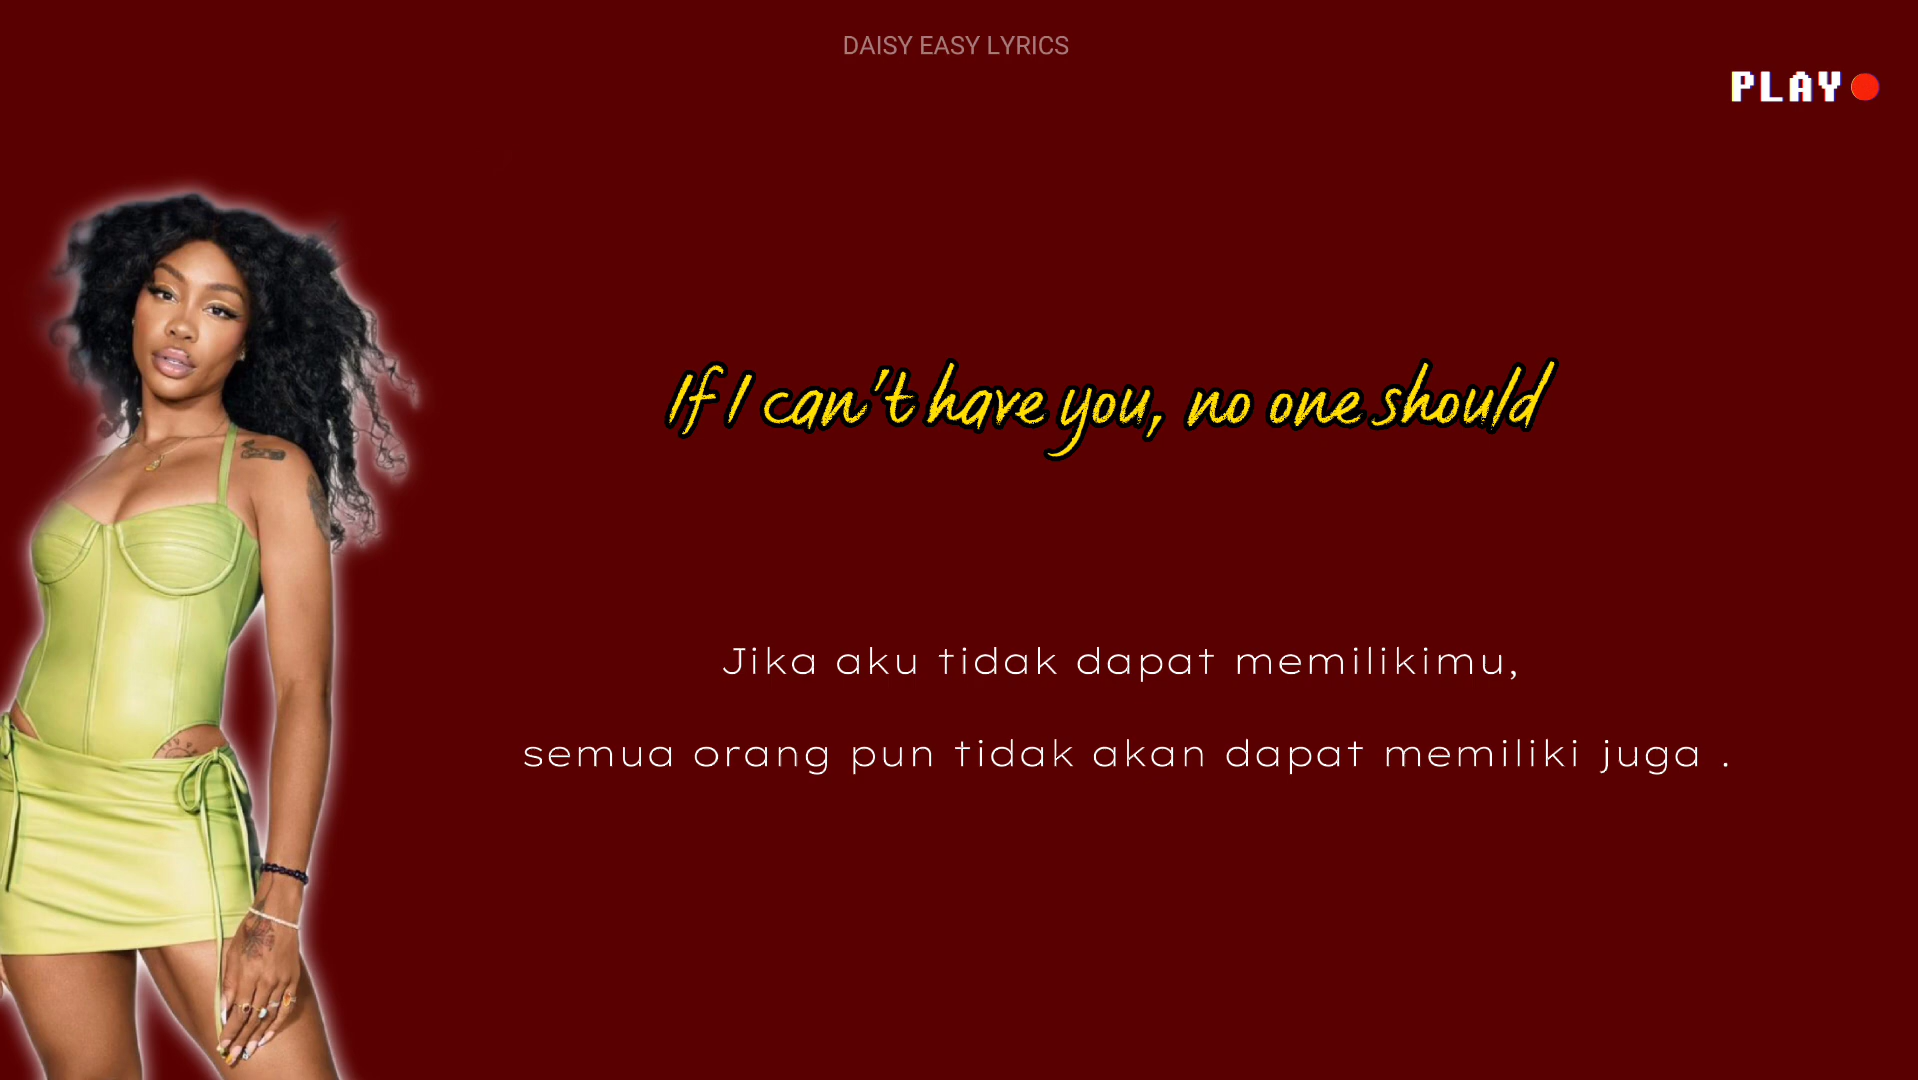 DAISY EASY LYRICS
PLAY
If I can't have you, no one should
Jika aku tidak dapat memilikimu,
semua orang pun tidak akan dapat memiliki juga .